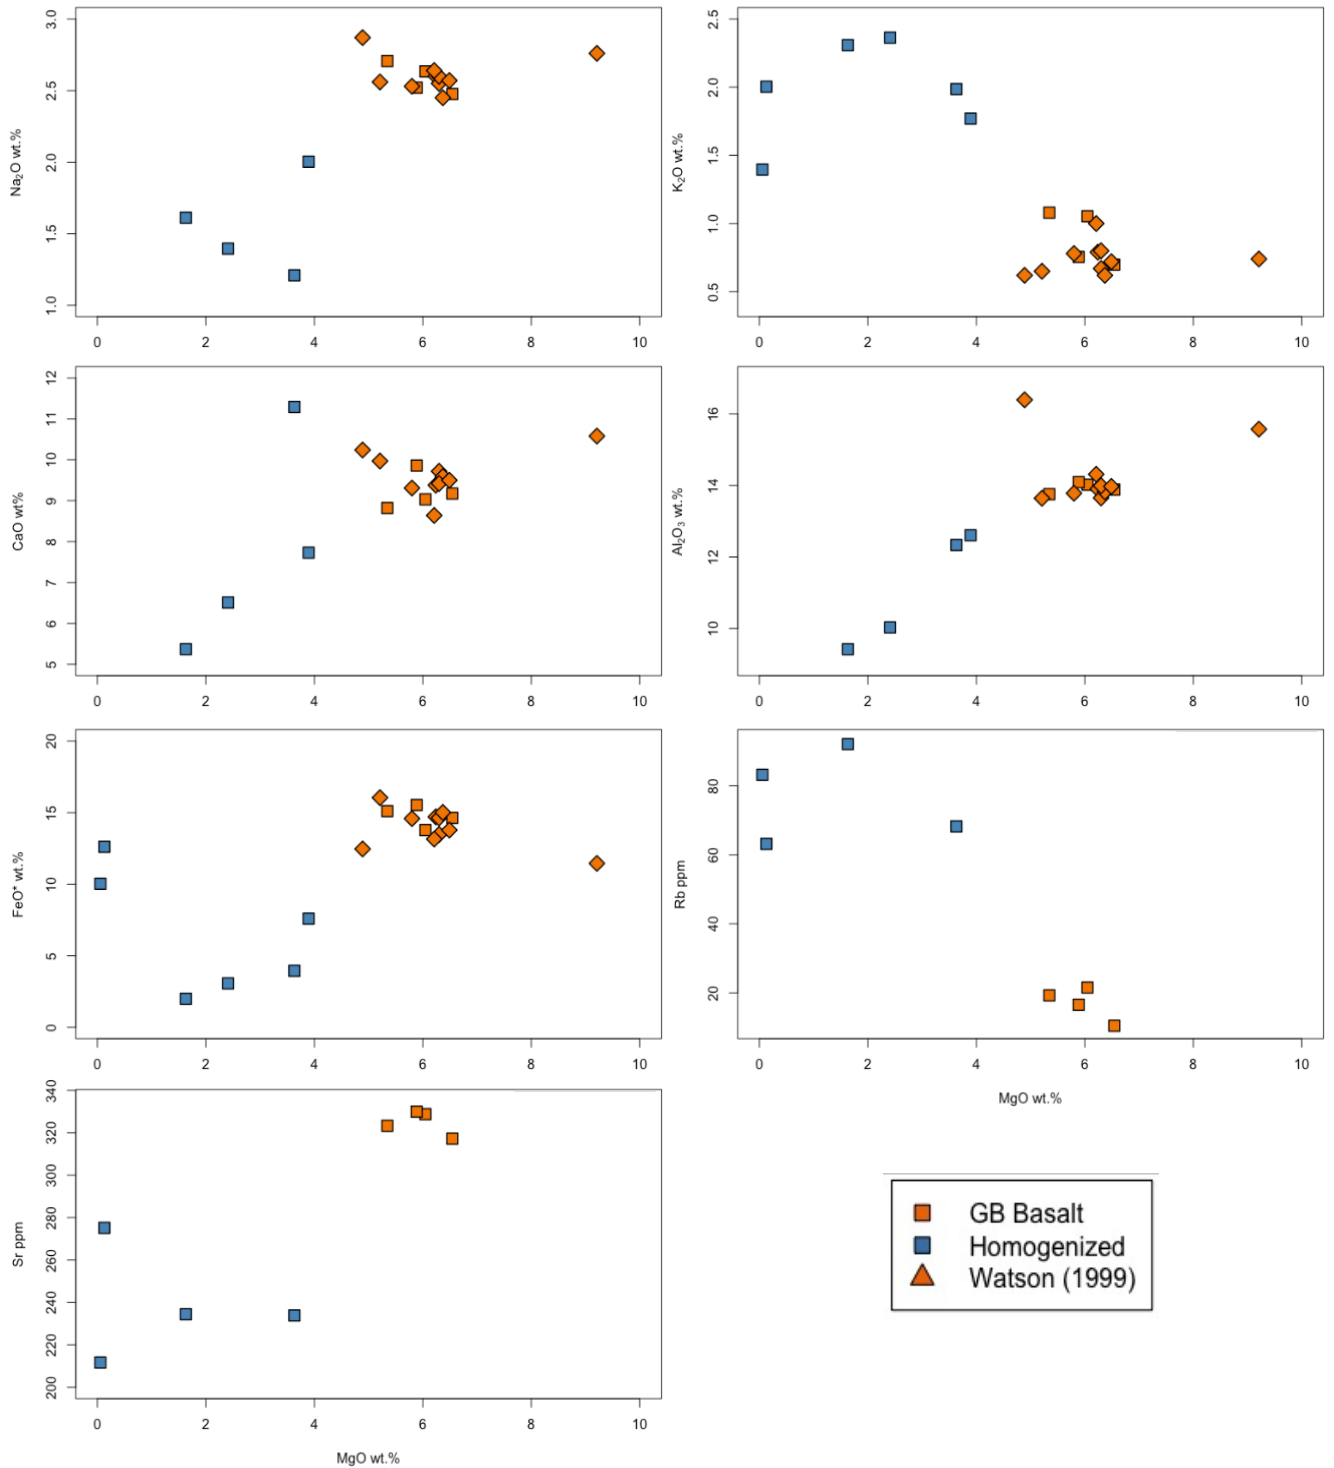 Na₂O wt.%
3.0
2.5
2.0
1.5
1.0
0 2 4 6 8 10
K₂O wt.%
2.5
2.0
1.5
1.0
0.5
0 2 4 6 8 10
CaO wt%
12
11
10
9
8
7
6
5
0 2 4 6 8 10
Al₂O₃ wt.%
16
14
12
10
0 2 4 6 8 10
FeO* wt.%
20
15
10
5
0
0 2 4 6 8 10
Rb ppm
80
60
40
20
0 2 4 6 8 10
MgO wt.%
Sr ppm
340
320
300
280
260
240
220
200
0 2 4 6 8 10
MgO wt.%
GB Basalt
Homogenized
Watson (1999)